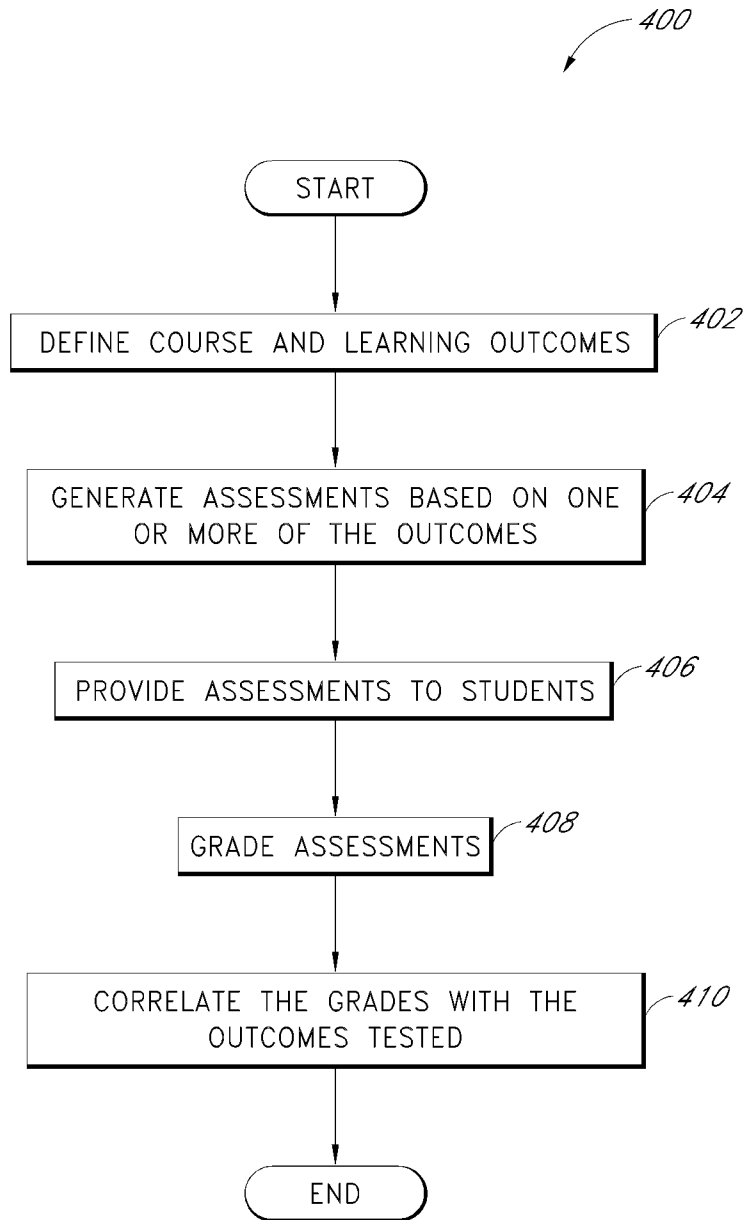 400
START
DEFINE COURSE AND LEARNING OUTCOMES
402
GENERATE ASSESSMENTS BASED ON ONE
OR MORE OF THE OUTCOMES
404
PROVIDE ASSESSMENTS TO STUDENTS
406
GRADE ASSESSMENTS
408
CORRELATE THE GRADES WITH THE
OUTCOMES TESTED
410
END